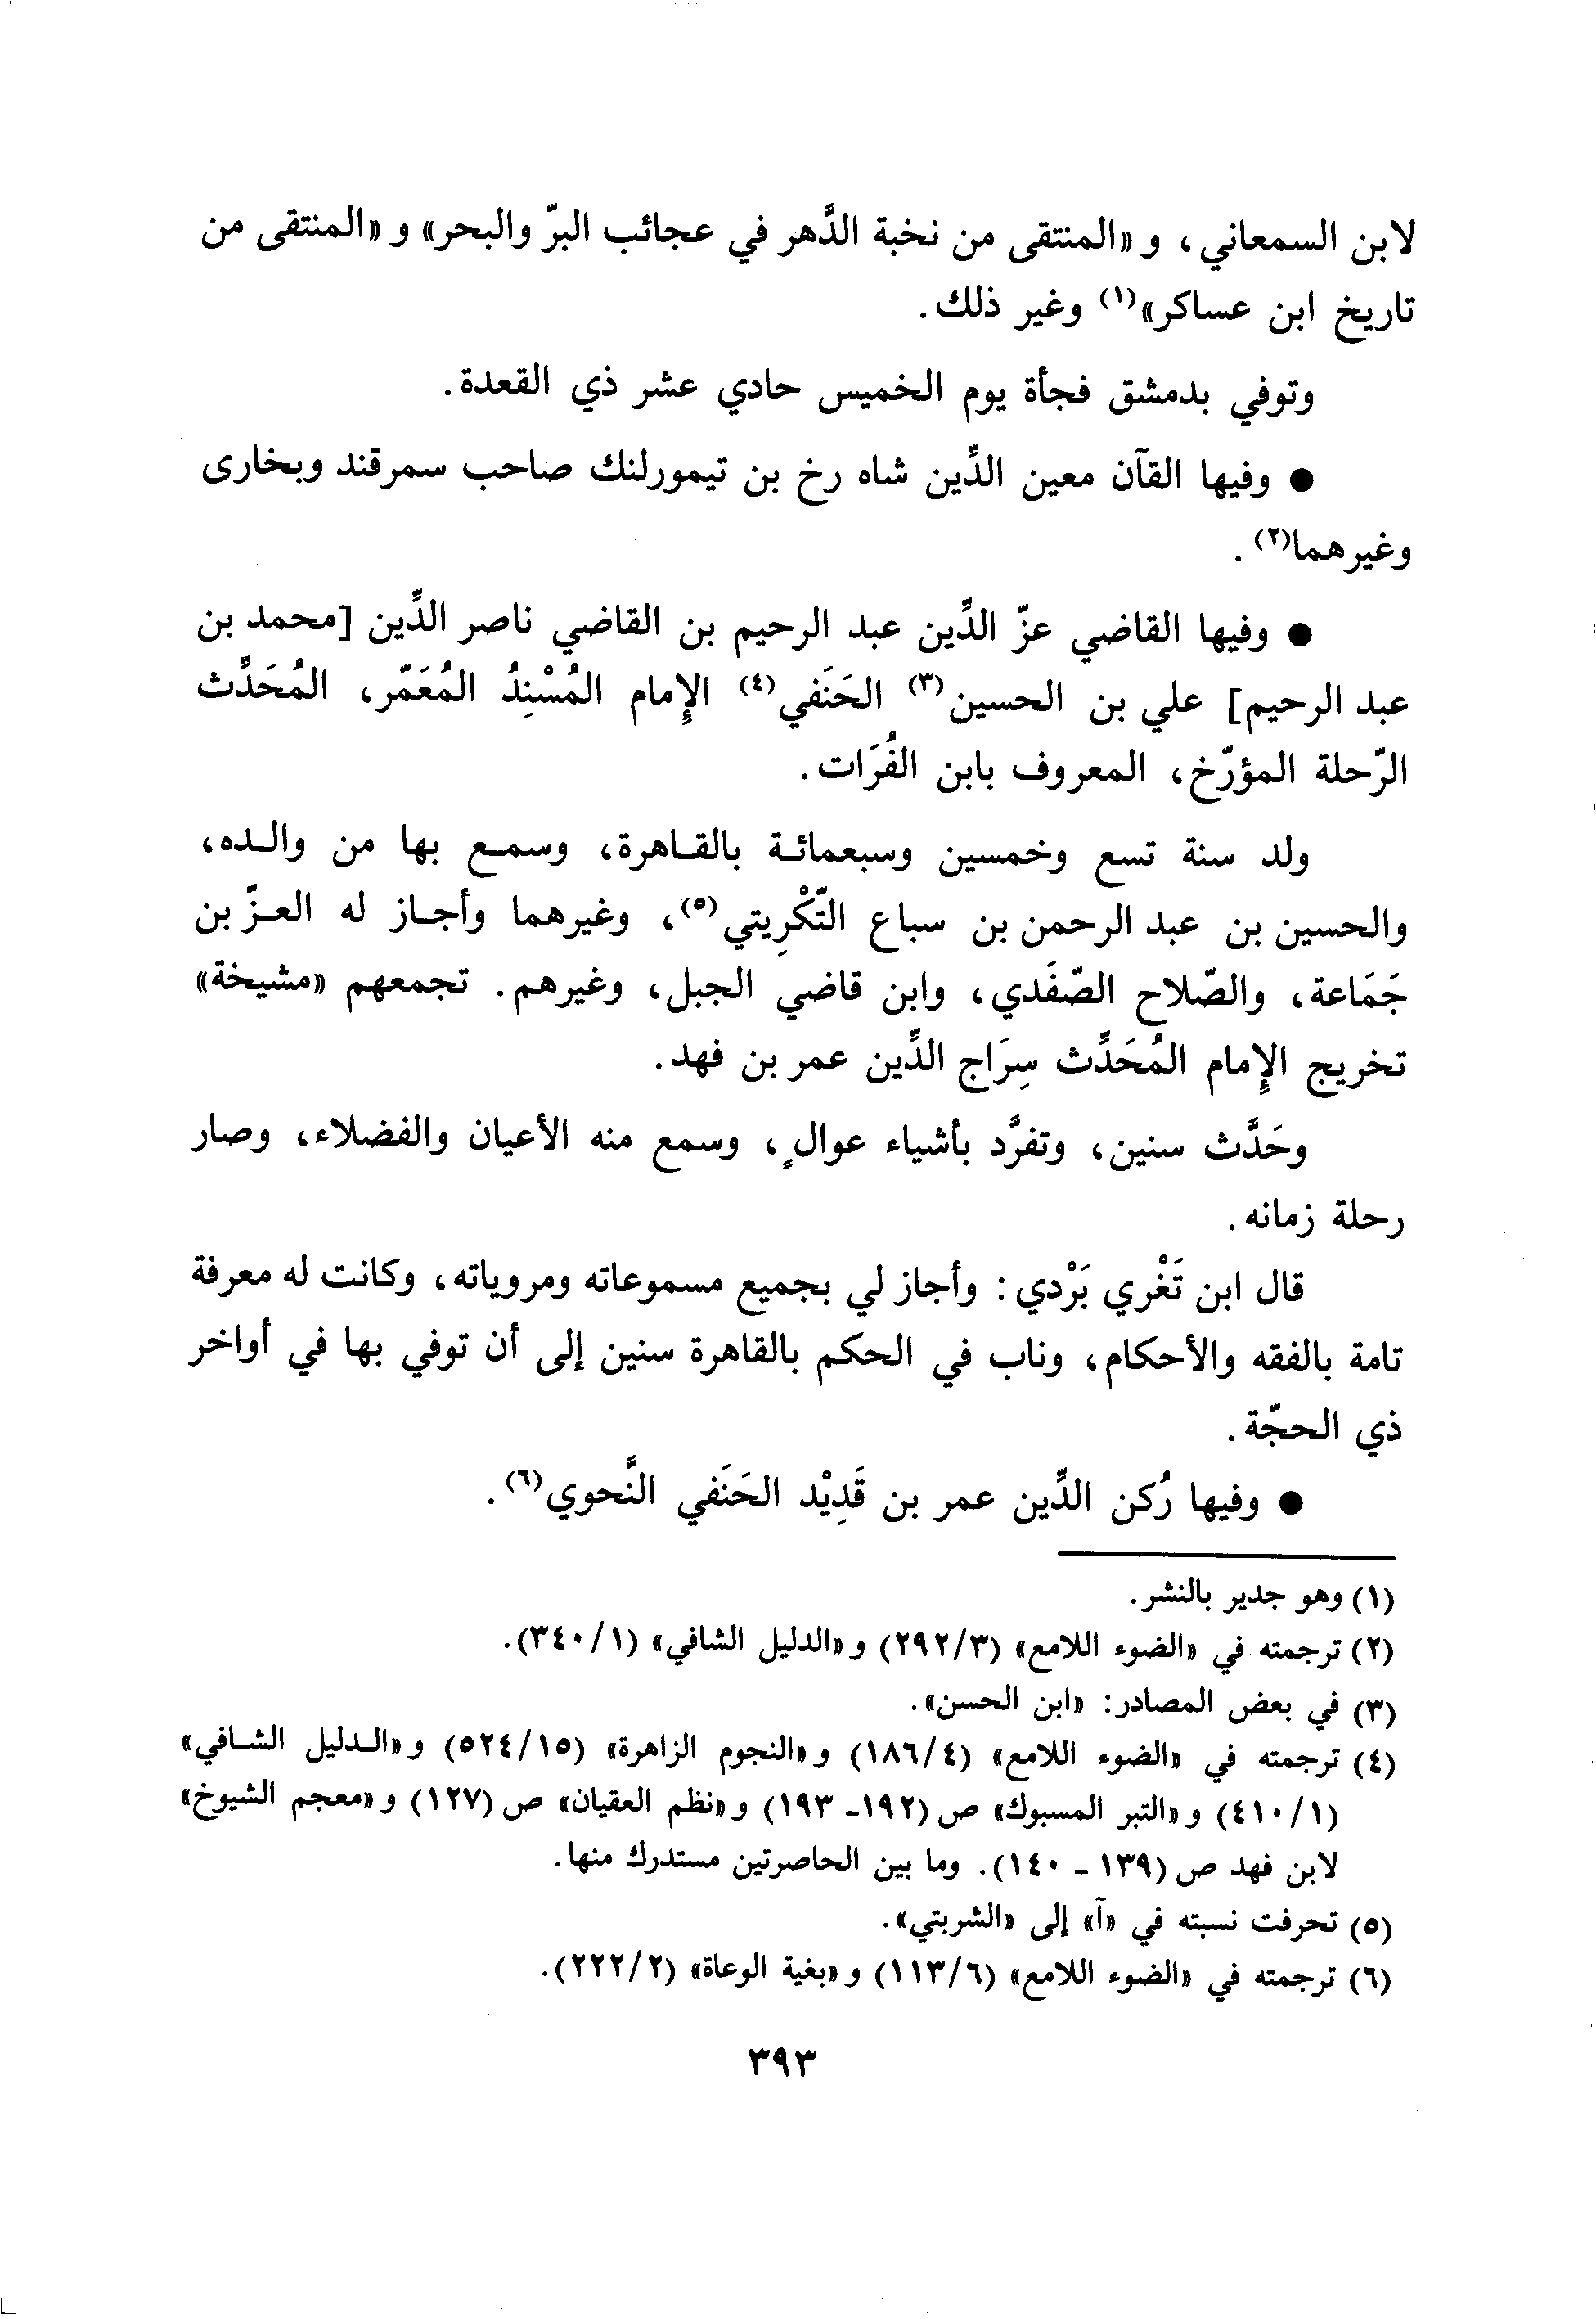 لابن السمعاني، و«المنتقى من نخبة الدَّهر في عجائب البرّ والبحر» و«المنتقى من
تاريخ ابن عساكر»(١) وغير ذلك.
وتوفي بدمشق فجأة يوم الخميس حادي عشر ذي القعدة.
● وفيها القآن معين الدِّين شاه رخ بن تيمورلنك صاحب سمرقند وبخارى
وغيرهما(٢).
● وفيها القاضي عزّ الدِّين عبد الرحيم بن القاضي ناصر الدِّين [محمد بن
عبد الرحيم] علي بن الحسين(٣) الحَنَفي(٤) الإِمام المُسْنِدُ المُعَمّر، المُحَدِّث
الرّحلة المؤرّخ، المعروف بابن الفُرَات.
ولد سنة تسع وخمسين وسبعمائة بالقاهرة، وسمع بها من والده،
والحسين بن عبد الرحمن بن سباع التّكْرِيتي(٥)، وغيرهما وأجاز له العزّ بن
جَمَاعة، والصّلاح الصّفَدي، وابن قاضي الجبل، وغيرهم. تجمعهم «مشيخة»
تخريج الإِمام المُحَدِّث سِرَاج الدِّين عمر بن فهد.
وحَدَّث سنين، وتفرَّد بأشياء عوالٍ، وسمع منه الأعيان والفضلاء، وصار
رحلة زمانه.
قال ابن تَغْري بَرْدي: وأجاز لي بجميع مسموعاته ومروياته، وكانت له معرفة
تامة بالفقه والأحكام، وناب في الحكم بالقاهرة سنين إلى أن توفي بها في أواخر
ذي الحجّة.
● وفيها رُكن الدِّين عمر بن قَدِيْد الحَنَفي النَّحوي(٦).
(١) وهو جدير بالنشر.
(٢) ترجمته في «الضوء اللامع» (٢٩٢/٣) و«الدليل الشافي» (٣٤٠/١).
(٣) في بعض المصادر: «ابن الحسن».
(٤) ترجمته في «الضوء اللامع» (١٨٦/٤) و«النجوم الزاهرة» (٥٢٤/١٥) و«الدليل الشافي»
(٤١٠/١) و«التبر المسبوك» ص (١٩٢- ١٩٣) و«نظم العقيان» ص (١٢٧) و«معجم الشيوخ»
لابن فهد ص (١٣٩ - ١٤٠). وما بين الحاصرتين مستدرك منها.
(٥) تحرفت نسبته في «آ» إلى «الشربتي».
(٦) ترجمته في «الضوء اللامع» (١١٣/٦) و«بغية الوعاة» (٢٢٢/٢).
٣٩٣